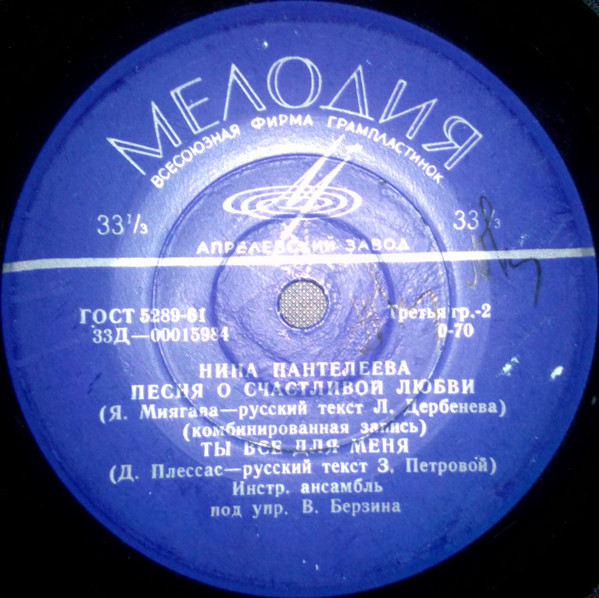 МЕЛОДИЯ
ВСЕСОЮЗНАЯ ФИРМА ГРАМПЛАСТИНОК
33⅓ 33⅓
АПРЕЛЕВСКИЙ ЗАВОД
ГОСТ 5289-61 Третья гр.-2
33Д—00015984 0-70
НИНА ПАНТЕЛЕЕВА
ПЕСНЯ О СЧАСТЛИВОЙ ЛЮБВИ
(Я. Миягава—русский текст Л. Дербенева)
(комбинированная запись)
ТЫ ВСЕ ДЛЯ МЕНЯ
(Д. Плессас—русский текст З. Петровой)
Инстр. ансамбль
под упр. В. Берзина